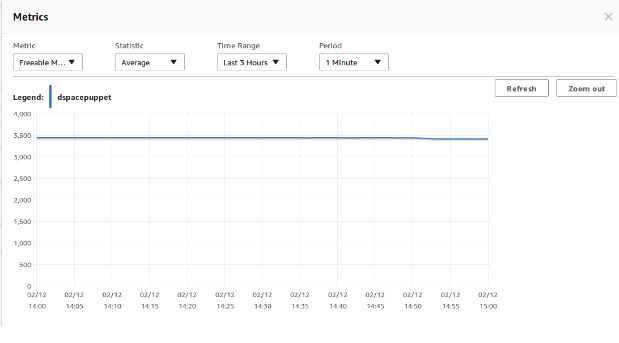 Metrics
Metric Statistic Time Range Period
Freeable M... Average Last 3 Hours 1 Minute
Refresh Zoom out
Legend: dspacepuppet
4,000
3,500
3,000
2,500
2,000
1,500
1,000
500
0
02/12 02/12 02/12 02/12 02/12 02/12 02/12 02/12 02/12 02/12 02/12 02/12 02/12
14:00 14:05 14:10 14:15 14:20 14:25 14:30 14:35 14:40 14:45 14:50 14:55 15:00